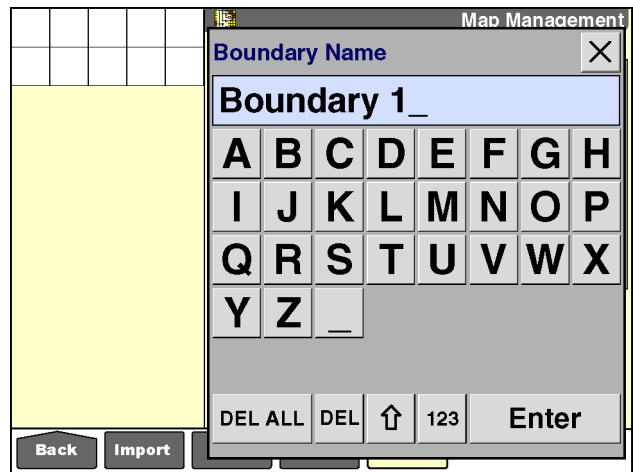 Map Management
Boundary Name
Boundary 1_
A B C D E F G H
I J K L M N O P
Q R S T U V W X
Y Z _
DEL ALL DEL 123 Enter
Back Import